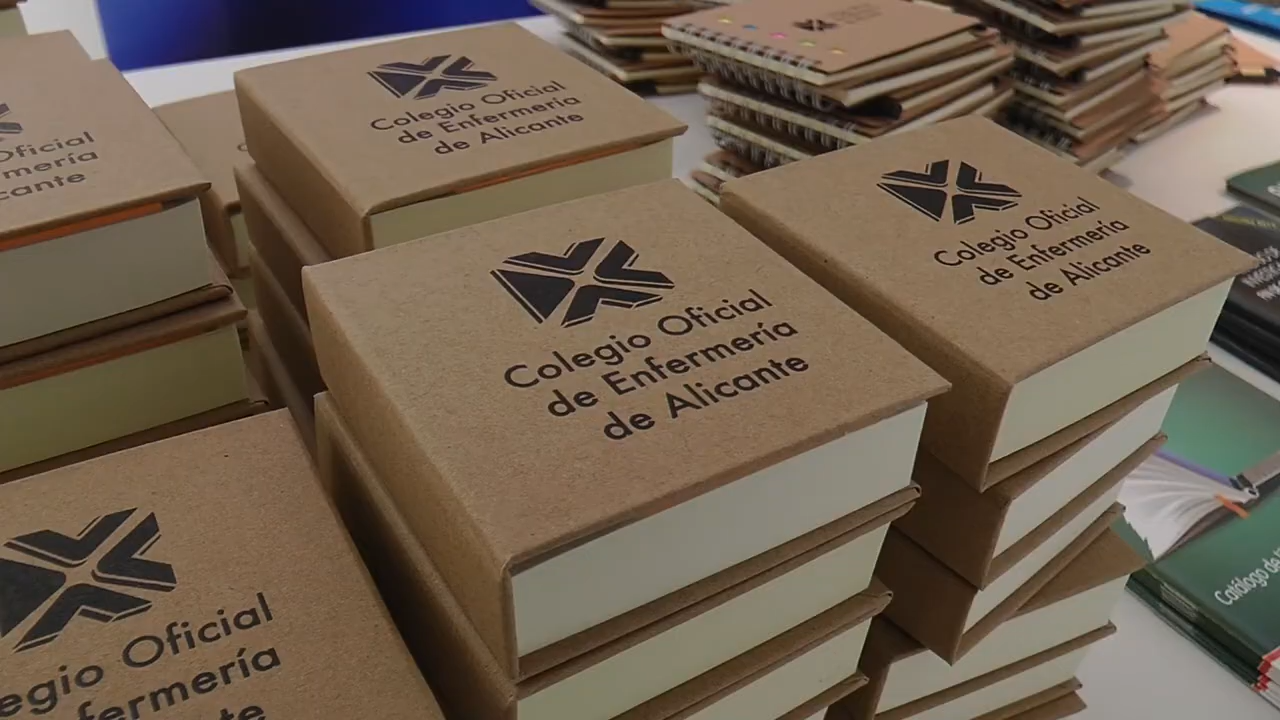 Oficial
Colegio Oficial
de Enfermería
de Alicante
Colegio Oficial
de Enfermería
de Alicante
Colegio Oficial
de Enfermería
de Alicante
Oficial
Catálogo de